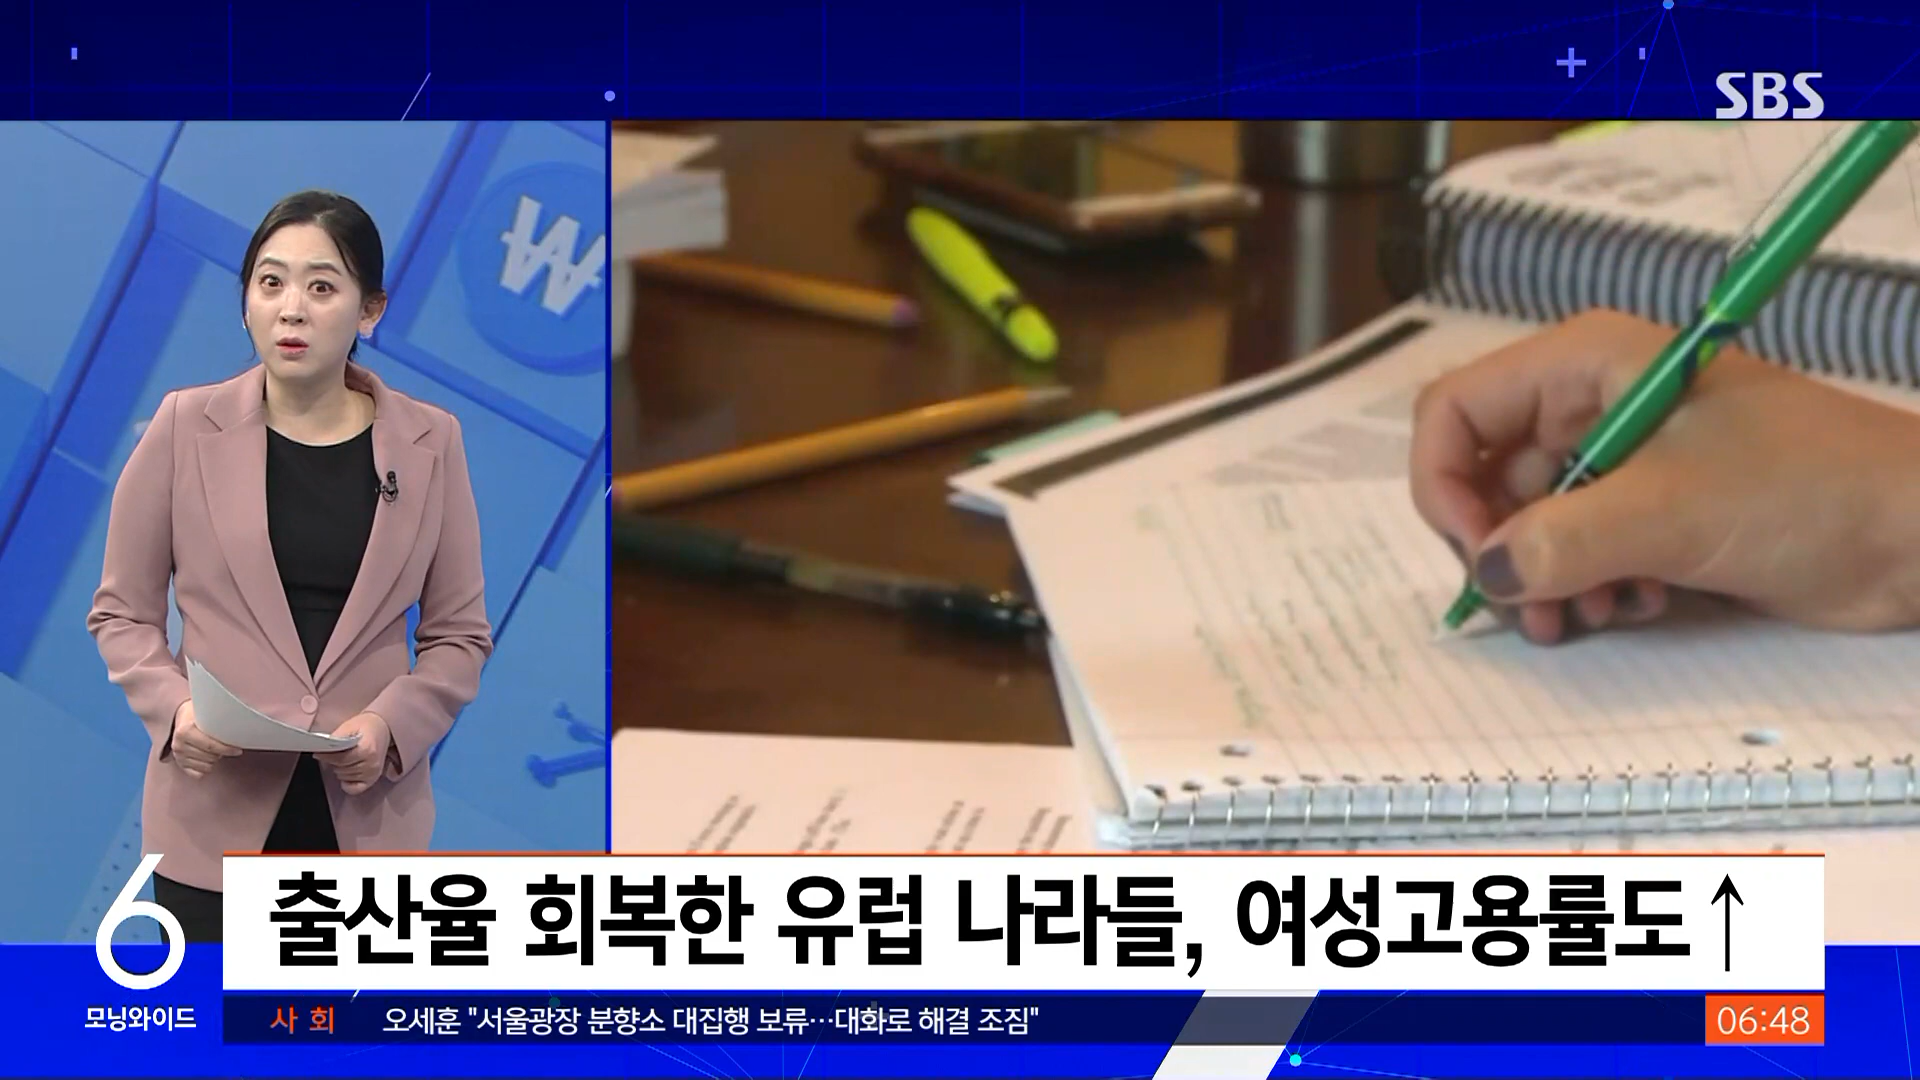 SBS
출산율 회복한 유럽 나라들, 여성고용률도↑
6
모닝와이드
사회 오세훈 "서울광장 분향소 대집행 보류…대화로 해결 조짐" 06:48